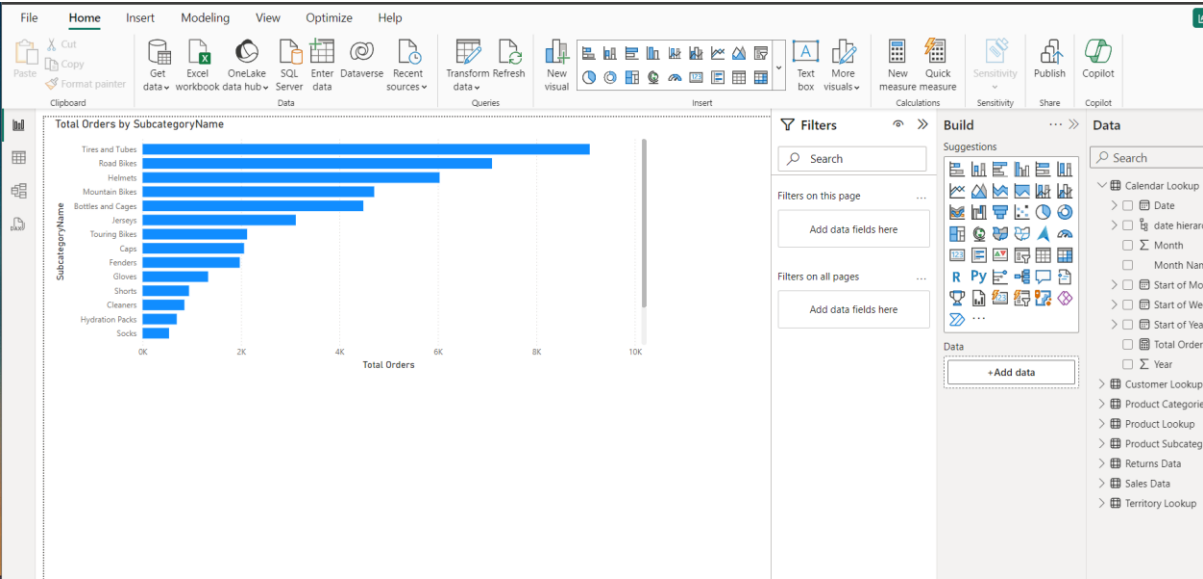 File Home Insert Modeling View Optimize Help
Paste
Cut
Copy
Format painter
Clipboard
Get data
Excel workbook
OneLake data hub
SQL Server
Enter data
Dataverse
Recent sources
Data
Transform data
Refresh
Queries
New visual
A
Text box
More visuals
Insert
New measure
Quick measure
Calculations
Sensitivity
Sensitivity
Publish
Share
Copilot
Copilot
Total Orders by SubcategoryName
SubcategoryName
Tires and Tubes
Road Bikes
Helmets
Mountain Bikes
Bottles and Cages
Jerseys
Touring Bikes
Caps
Fenders
Gloves
Shorts
Cleaners
Hydration Packs
Socks
0K 2K 4K 6K 8K 10K
Total Orders
Filters
Search
Filters on this page ...
Add data fields here
Filters on all pages ...
Add data fields here
Build ...
Suggestions
123
R Py
...
Data
+Add data
Data
Search
Calendar Lookup
Date
date hierar
Σ Month
Month Nan
Start of Mo
Start of We
Start of Yea
Total Order
Σ Year
Customer Lookup
Product Categorie
Product Lookup
Product Subcateg
Returns Data
Sales Data
Territory Lookup